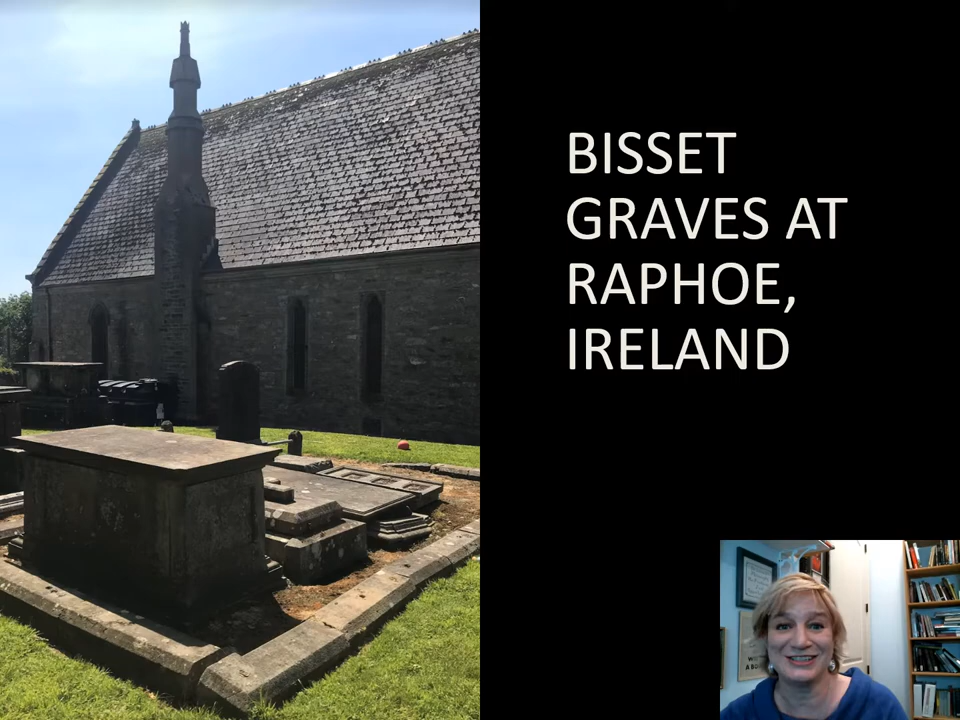 BISSET
GRAVES AT
RAPHOE,
IRELAND